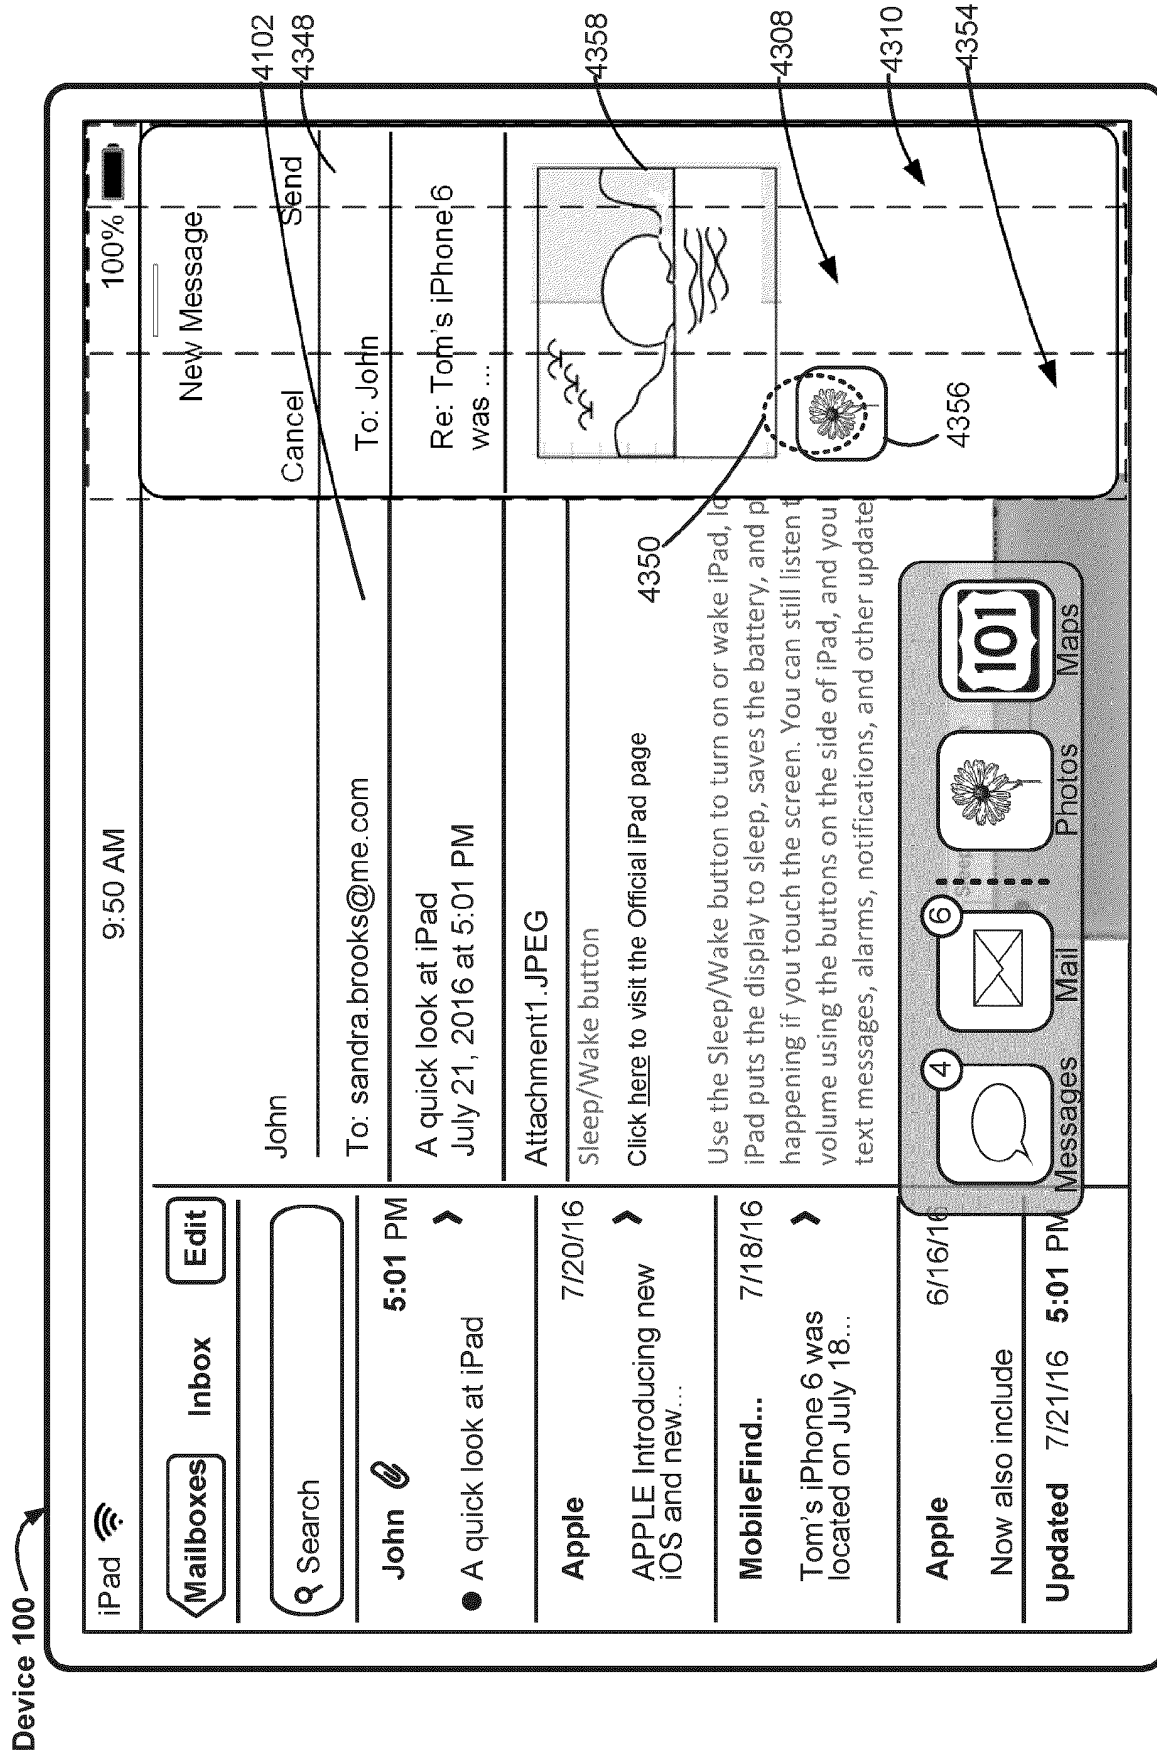 Device 100
4102
4348
4358
4308
4310
4354
iPad
9:50 AM
100%
Mailboxes
Inbox
Edit
Search
John
5:01 PM
A quick look at iPad
Apple
7/20/16
APPLE Introducing new
iOS and new...
MobileFind...
7/18/16
Tom's iPhone 6 was
located on July 18...
Apple
6/16/16
Now also include
Updated 7/21/16 5:01 PM
John
To: sandra.brooks@me.com
A quick look at iPad
July 21, 2016 at 5:01 PM
Attachment1.JPEG
Sleep/Wake button
Click here to visit the Official iPad page
Use the Sleep/Wake button to turn on or wake iPad, lo
iPad puts the display to sleep, saves the battery, and p
happening if you touch the screen. You can still listen t
volume using the buttons on the side of iPad, and you
text messages, alarms, notifications, and other update
New Message
Cancel
Send
To: John
Re: Tom's iPhone 6
was ...
4350
4356
4
6
101
Messages
Mail
Photos
Maps